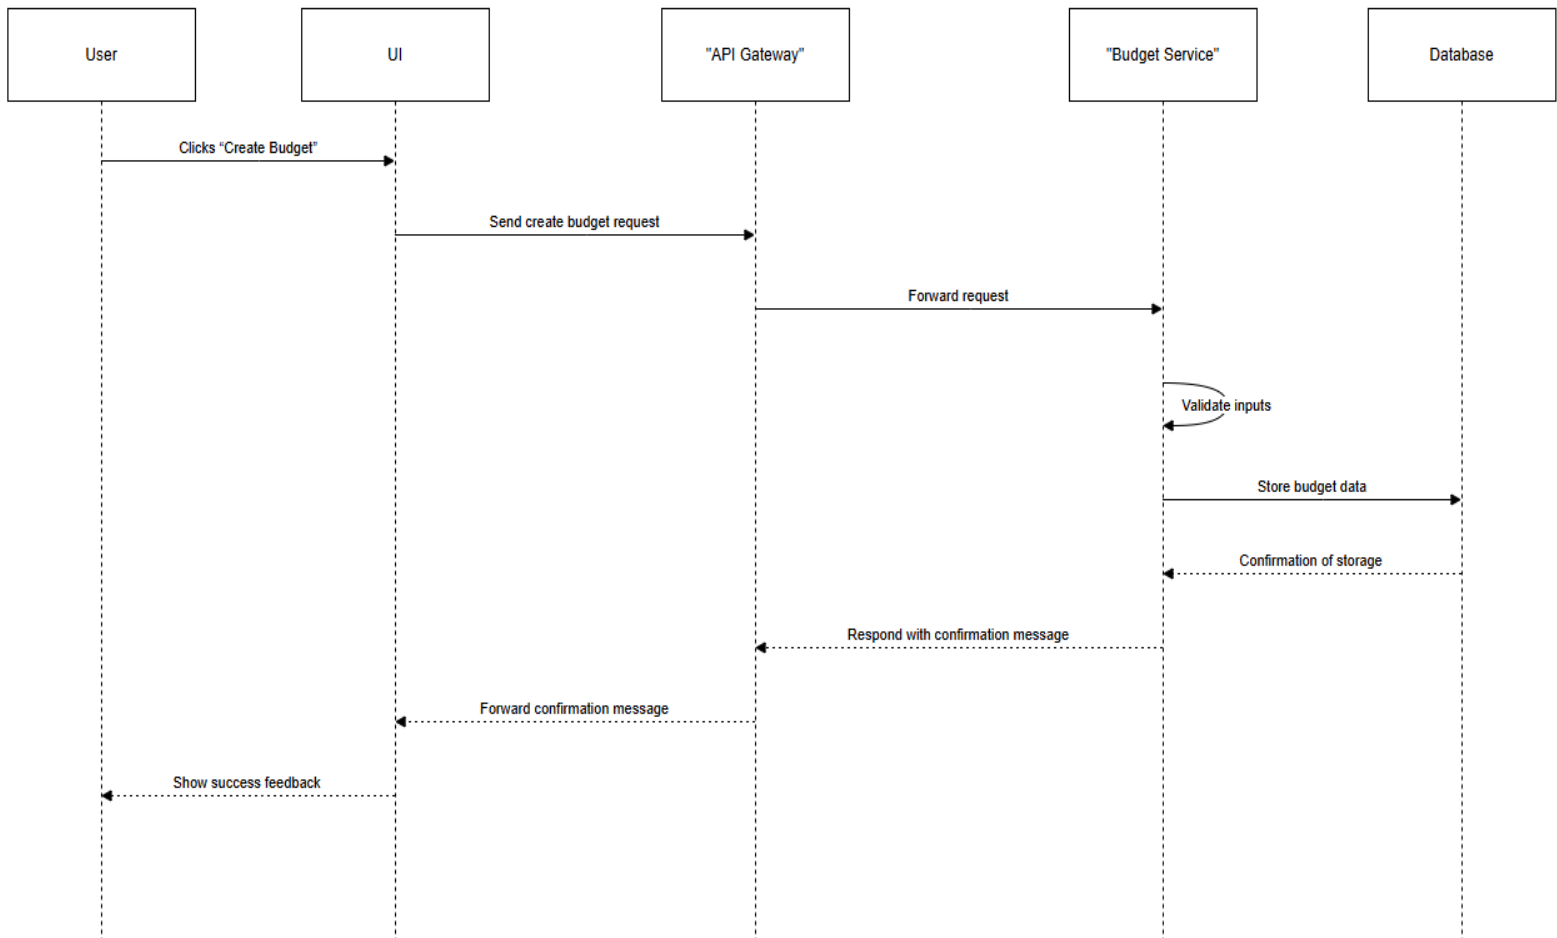 User
UI
"API Gateway"
"Budget Service"
Database
Clicks “Create Budget”
Send create budget request
Forward request
Validate inputs
Store budget data
Confirmation of storage
Respond with confirmation message
Forward confirmation message
Show success feedback